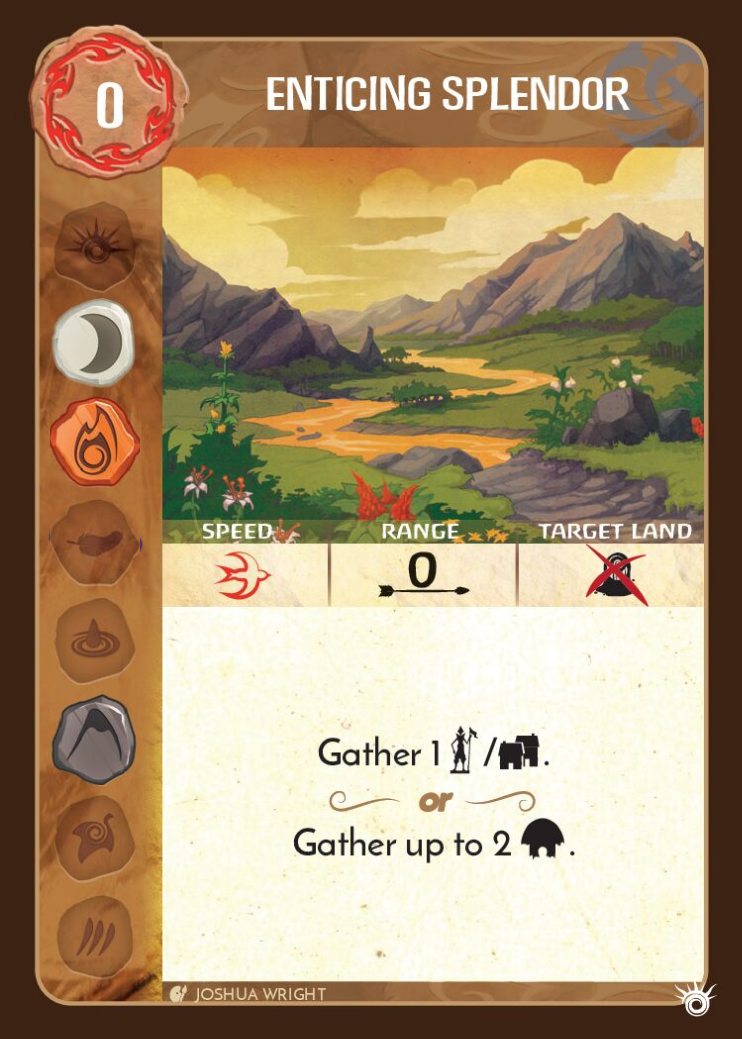 0
ENTICING SPLENDOR
SPEED RANGE TARGET LAND
0
Gather 1 / .
or
Gather up to 2 .
JOSHUA WRIGHT